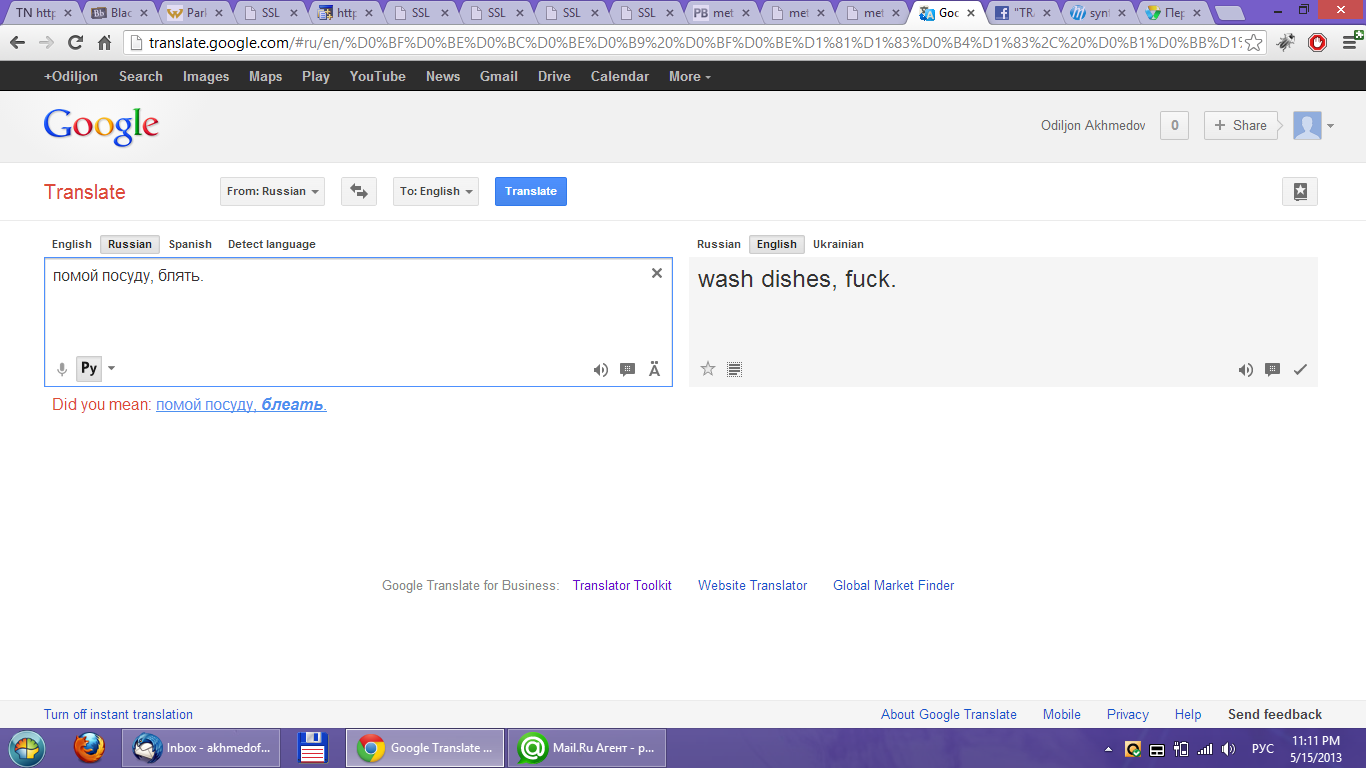 TN http Blac Park SSL http SSL SSL SSL SSL PB met met met Goo "TRA synt Пер
translate.google.com/#ru/en/%D0%BF%D0%BE%D0%BC%D0%BE%D0%B9%20%D0%BF%D0%BE%D1%81%D1%83%D0%B4%D1%83%2C%20%D0%B1%D0%BB%D1%
+Odiljon Search Images Maps Play YouTube News Gmail Drive Calendar More
Google Odiljon Akhmedov 0 + Share
Translate From: Russian To: English Translate
English Russian Spanish Detect language Russian English Ukrainian
помой посуду, блять. wash dishes, fuck.
Ру Ä
Did you mean: помой посуду, блеать.
Google Translate for Business: Translator Toolkit Website Translator Global Market Finder
Turn off instant translation About Google Translate Mobile Privacy Help Send feedback
Inbox - akhmedof... Google Translate ... Mail.Ru Агент - р... РУС 11:11 PM
5/15/2013